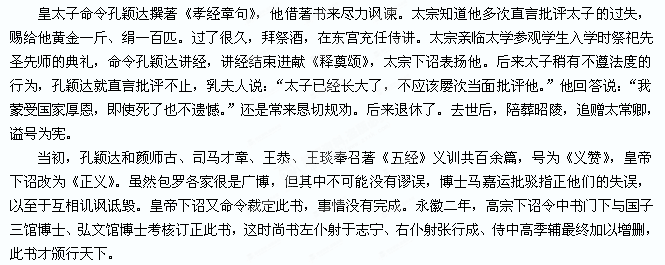 皇太子命令孔颖达撰著《孝经章句》，他借著书来尽力讽谏。太宗知道他多次直言批评太子的过失，
赐给他黄金一斤、绢一百匹。过了很久，拜祭酒，在东宫充任侍讲。太宗亲临太学参观学生入学时祭祀先
圣先师的典礼，命令孔颖达讲经，讲经结束进献《释奠颂》，太宗下诏表扬他。后来太子稍有不遵法度的
行为，孔颖达就直言批评不止，乳夫人说：“太子已经长大了，不应该屡次当面批评他。”他回答说：“我
蒙受国家厚恩，即使死了也不遗憾。”还是常来恳切规劝。后来退休了。去世后，陪葬昭陵，追赠太常卿，
谥号为宪。
当初，孔颖达和颜师古、司马才章、王恭、王琰奉召著《五经》义训共百余篇，号为《义赞》，皇帝
下诏改为《正义》。虽然包罗各家很是广博，但其中不可能没有谬误，博士马嘉运批驳指正他们的失误，
以至于互相讥讽诋毁。皇帝下诏又命令裁定此书，事情没有完成。永徽二年，高宗下诏令中书门下与国子
三馆博士、弘文馆博士考核订正此书，这时尚书左仆射于志宁、右仆射张行成、侍中高季辅最终加以增删，
此书才颁行天下。